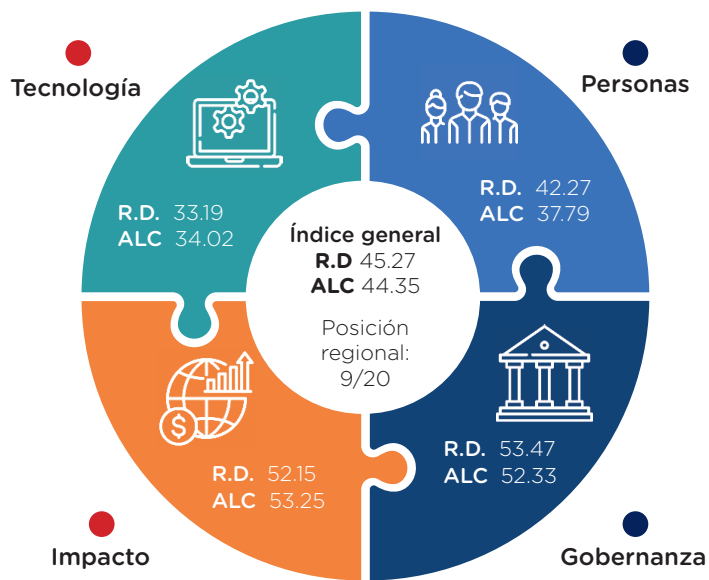 Tecnología
Personas
R.D. 33.19
ALC 34.02
R.D. 42.27
ALC 37.79
Índice general
R.D 45.27
ALC 44.35
Posición
regional:
9/20
$
R.D. 52.15
ALC 53.25
R.D. 53.47
ALC 52.33
Impacto
Gobernanza